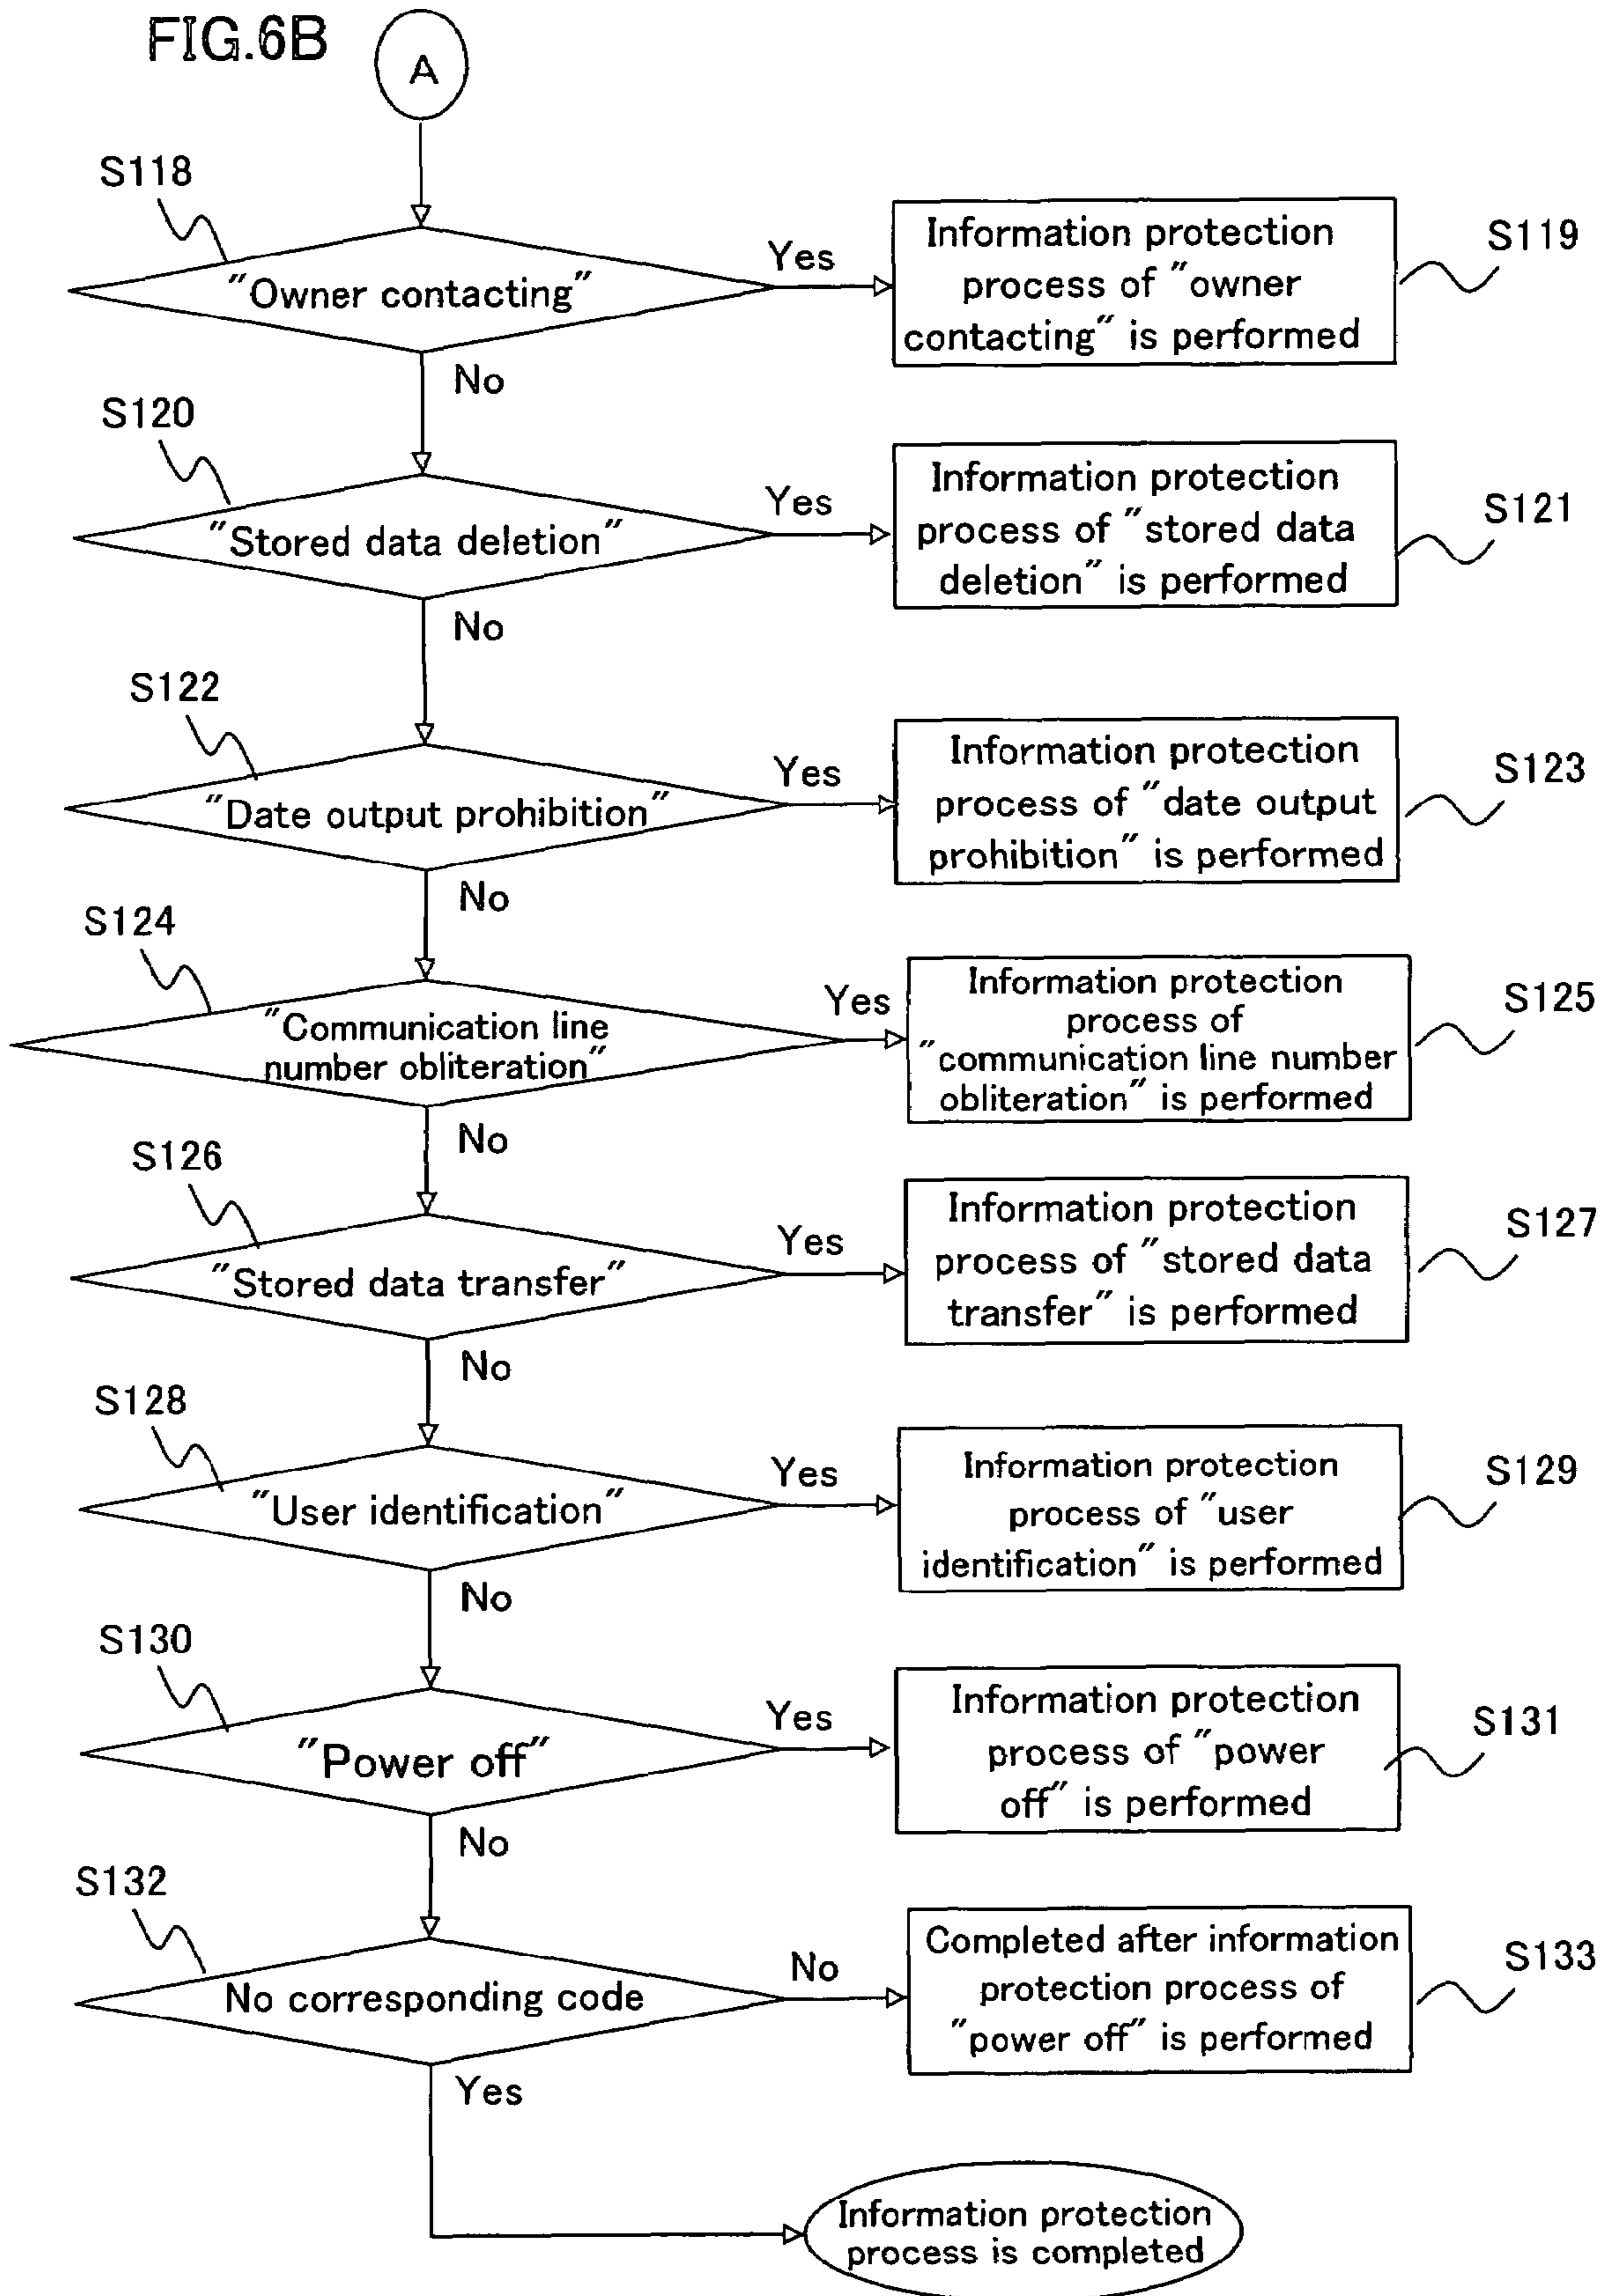 FIG.6B
A
S118
"Owner contacting"
Yes
Information protection
process of "owner
contacting" is performed
S119
No
S120
"Stored data deletion"
Yes
Information protection
process of "stored data
deletion" is performed
S121
No
S122
"Date output prohibition"
Yes
Information protection
process of "date output
prohibition" is performed
S123
No
S124
"Communication line
number obliteration"
Yes
Information protection
process of
"communication line number
obliteration" is performed
S125
No
S126
"Stored data transfer"
Yes
Information protection
process of "stored data
transfer" is performed
S127
No
S128
"User identification"
Yes
Information protection
process of "user
identification" is performed
S129
No
S130
"Power off"
Yes
Information protection
process of "power
off" is performed
S131
No
S132
No corresponding code
No
Completed after information
protection process of
"power off" is performed
S133
Yes
Information protection
process is completed